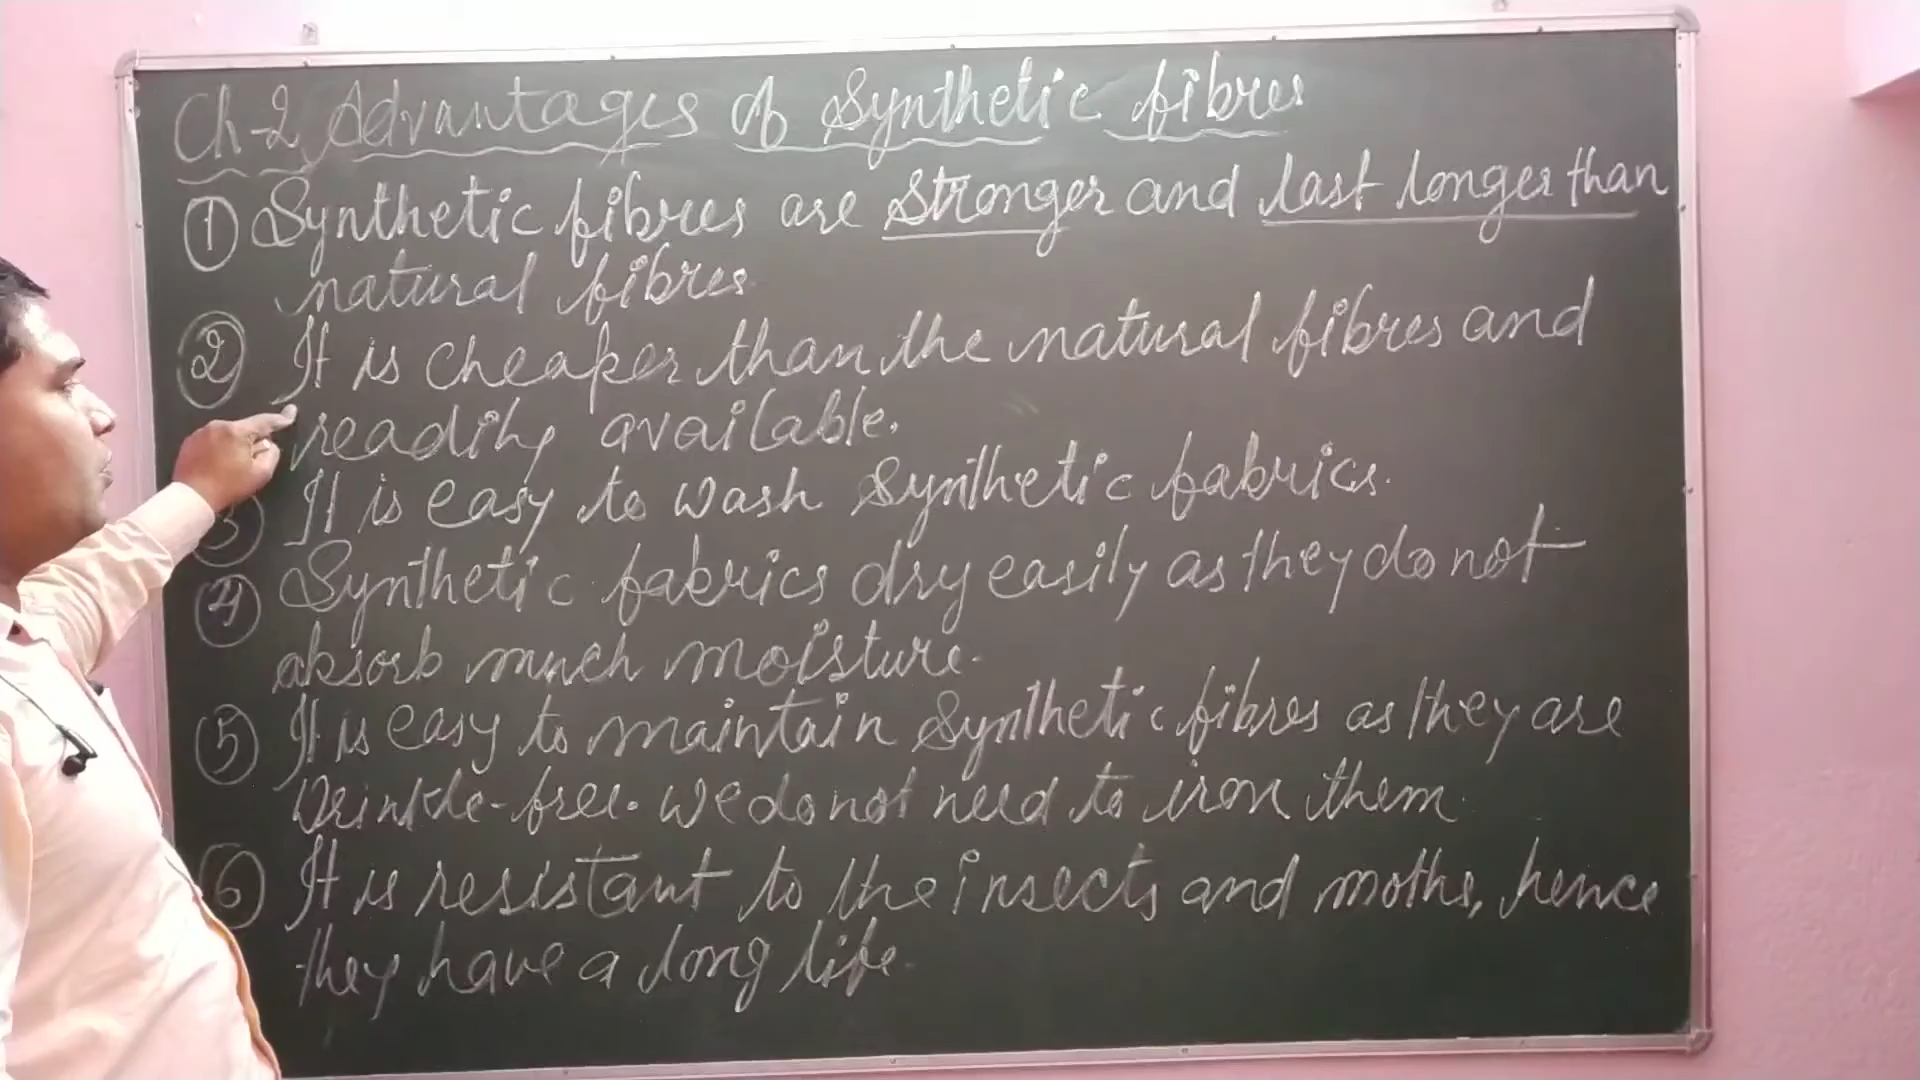 Ch-2 Advantages of Synthetic fibres
① Synthetic fibres are stronger and last longer than
natural fibres.
② It is cheaper than the natural fibres and
readily available.
③ It is easy to wash synthetic fabrics.
④ Synthetic fabrics dry easily as they do not
absorb much moisture.
⑤ It is easy to maintain synthetic fibres as they are
wrinkle-free. we do not need to iron them.
⑥ It is resistant to the insects and moths, hence
they have a long life.